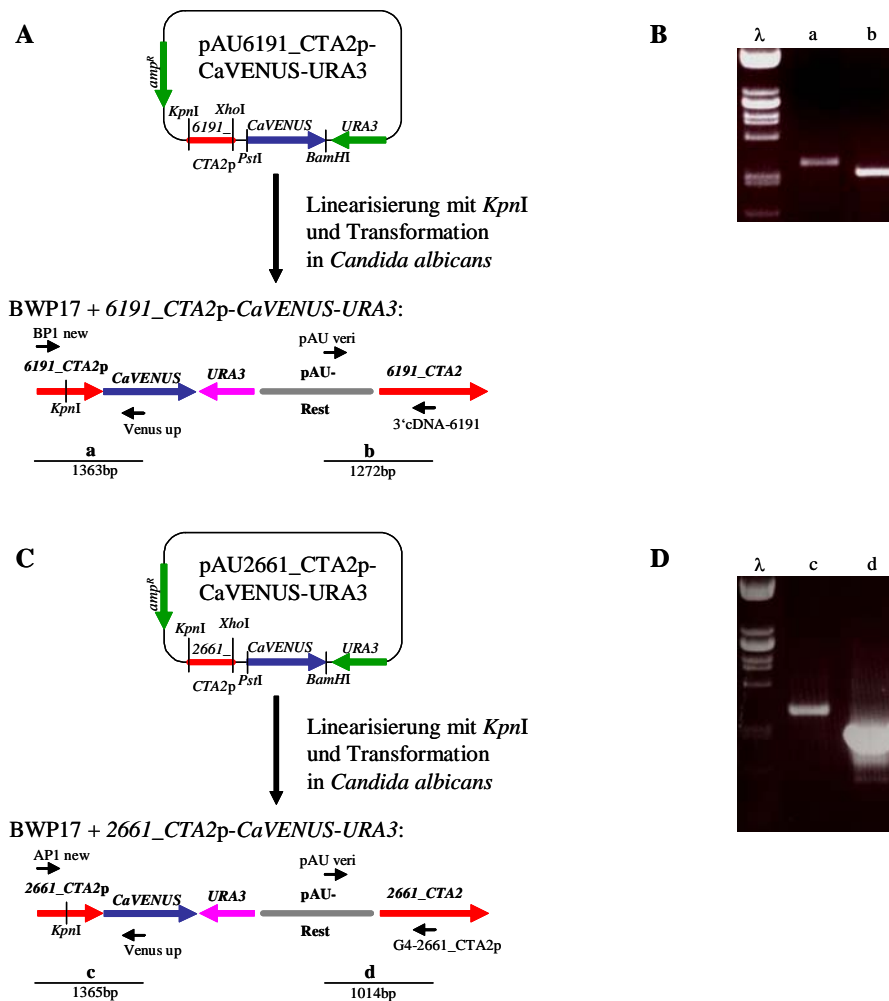 A
pAU6191_CTA2p-
CaVENUS-URA3
ampR
KpnI
XhoI
6191_
CaVENUS
URA3
CTA2p
PstI
BamHI
Linearisierung mit KpnI
und Transformation
in Candida albicans
BWP17 + 6191_CTA2p-CaVENUS-URA3:
BP1 new
pAU veri
6191_CTA2p
CaVENUS
URA3
pAU-
6191_CTA2
KpnI
Rest
Venus up
3‘cDNA-6191
a
b
1363bp
1272bp
B
λ a b
C
pAU2661_CTA2p-
CaVENUS-URA3
ampR
KpnI
XhoI
2661_
CaVENUS
URA3
CTA2p
PstI
BamHI
Linearisierung mit KpnI
und Transformation
in Candida albicans
BWP17 + 2661_CTA2p-CaVENUS-URA3:
AP1 new
pAU veri
2661_CTA2p
CaVENUS
URA3
pAU-
2661_CTA2
KpnI
Rest
Venus up
G4-2661_CTA2p
c
d
1365bp
1014bp
D
λ c d